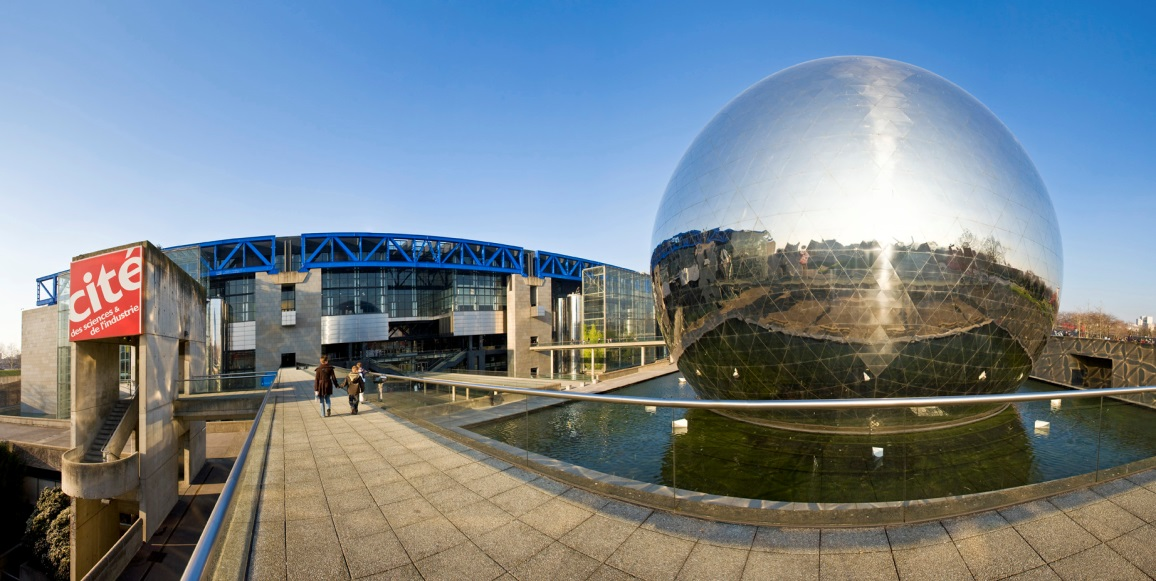 cité
des sciences &
de l'industrie